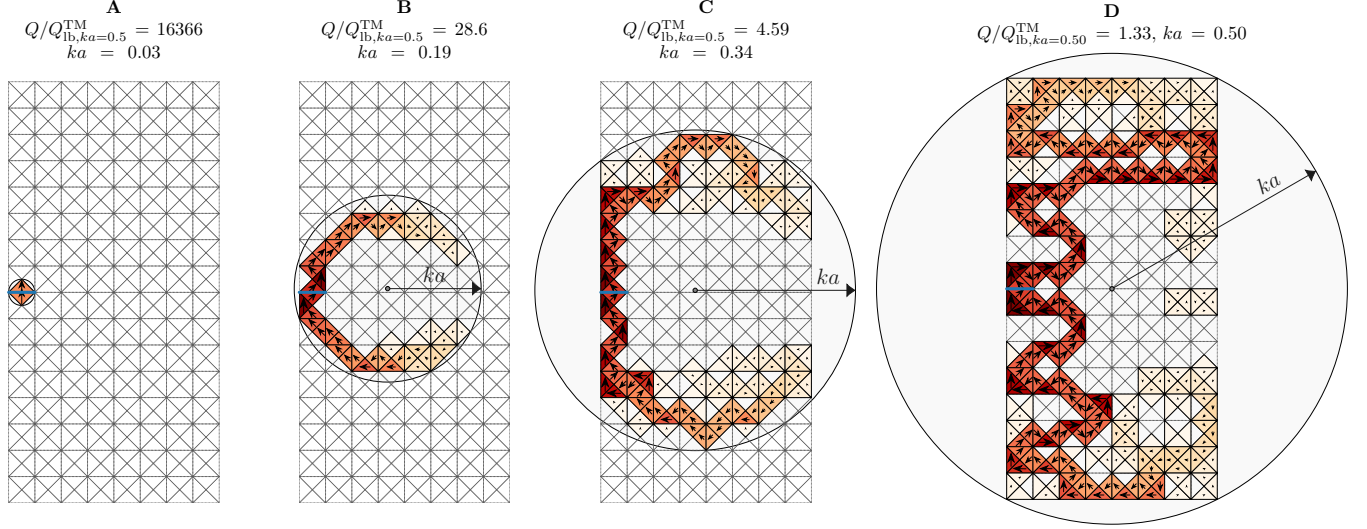 A
Q/Q^TM_lb,ka=0.5 = 16366
ka = 0.03
B
Q/Q^TM_lb,ka=0.5 = 28.6
ka = 0.19
C
Q/Q^TM_lb,ka=0.5 = 4.59
ka = 0.34
D
Q/Q^TM_lb,ka=0.50 = 1.33, ka = 0.50
ka
ka
ka